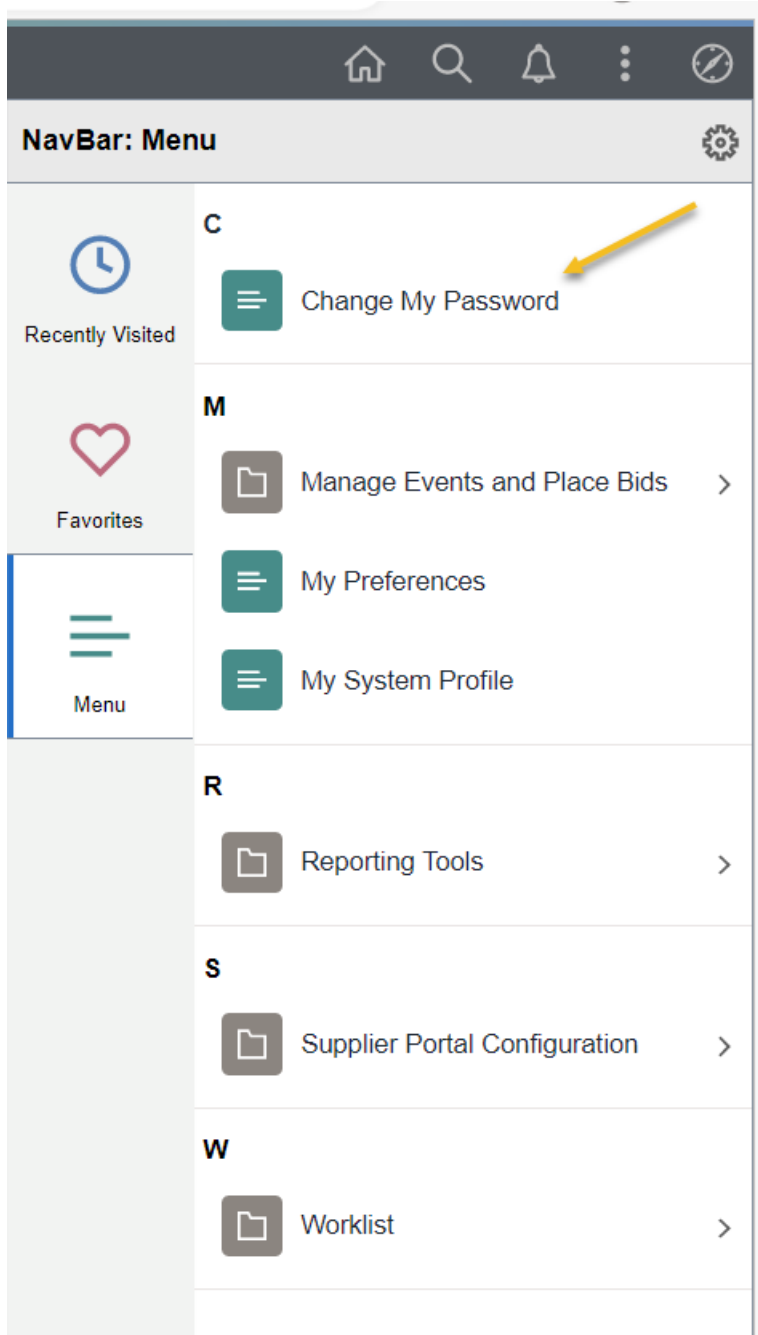 NavBar: Menu
Recently Visited
Favorites
Menu
C
Change My Password
M
Manage Events and Place Bids
My Preferences
My System Profile
R
Reporting Tools
S
Supplier Portal Configuration
W
Worklist